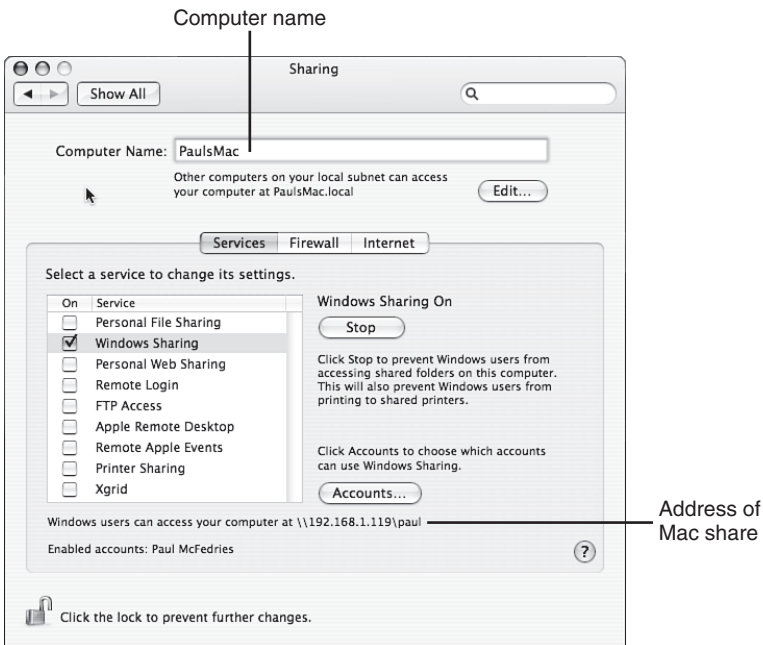 Computer name
Sharing
Show All
Computer Name: PaulsMac
Other computers on your local subnet can access
your computer at PaulsMac.local
Edit...
Services Firewall Internet
Select a service to change its settings.
On Service
Personal File Sharing
Windows Sharing
Personal Web Sharing
Remote Login
FTP Access
Apple Remote Desktop
Remote Apple Events
Printer Sharing
Xgrid
Windows Sharing On
Stop
Click Stop to prevent Windows users from
accessing shared folders on this computer.
This will also prevent Windows users from
printing to shared printers.
Click Accounts to choose which accounts
can use Windows Sharing.
Accounts...
Windows users can access your computer at \\192.168.1.119\paul
Address of
Mac share
Enabled accounts: Paul McFedries
?
Click the lock to prevent further changes.